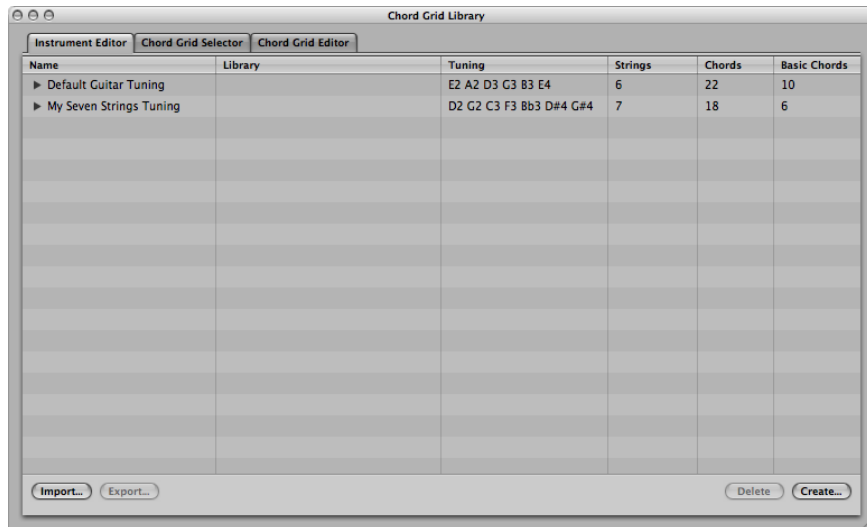 Chord Grid Library
Instrument Editor Chord Grid Selector Chord Grid Editor
Name Library Tuning Strings Chords Basic Chords
Default Guitar Tuning E2 A2 D3 G3 B3 E4 6 22 10
My Seven Strings Tuning D2 G2 C3 F3 Bb3 D#4 G#4 7 18 6
Import... Export... Delete Create...